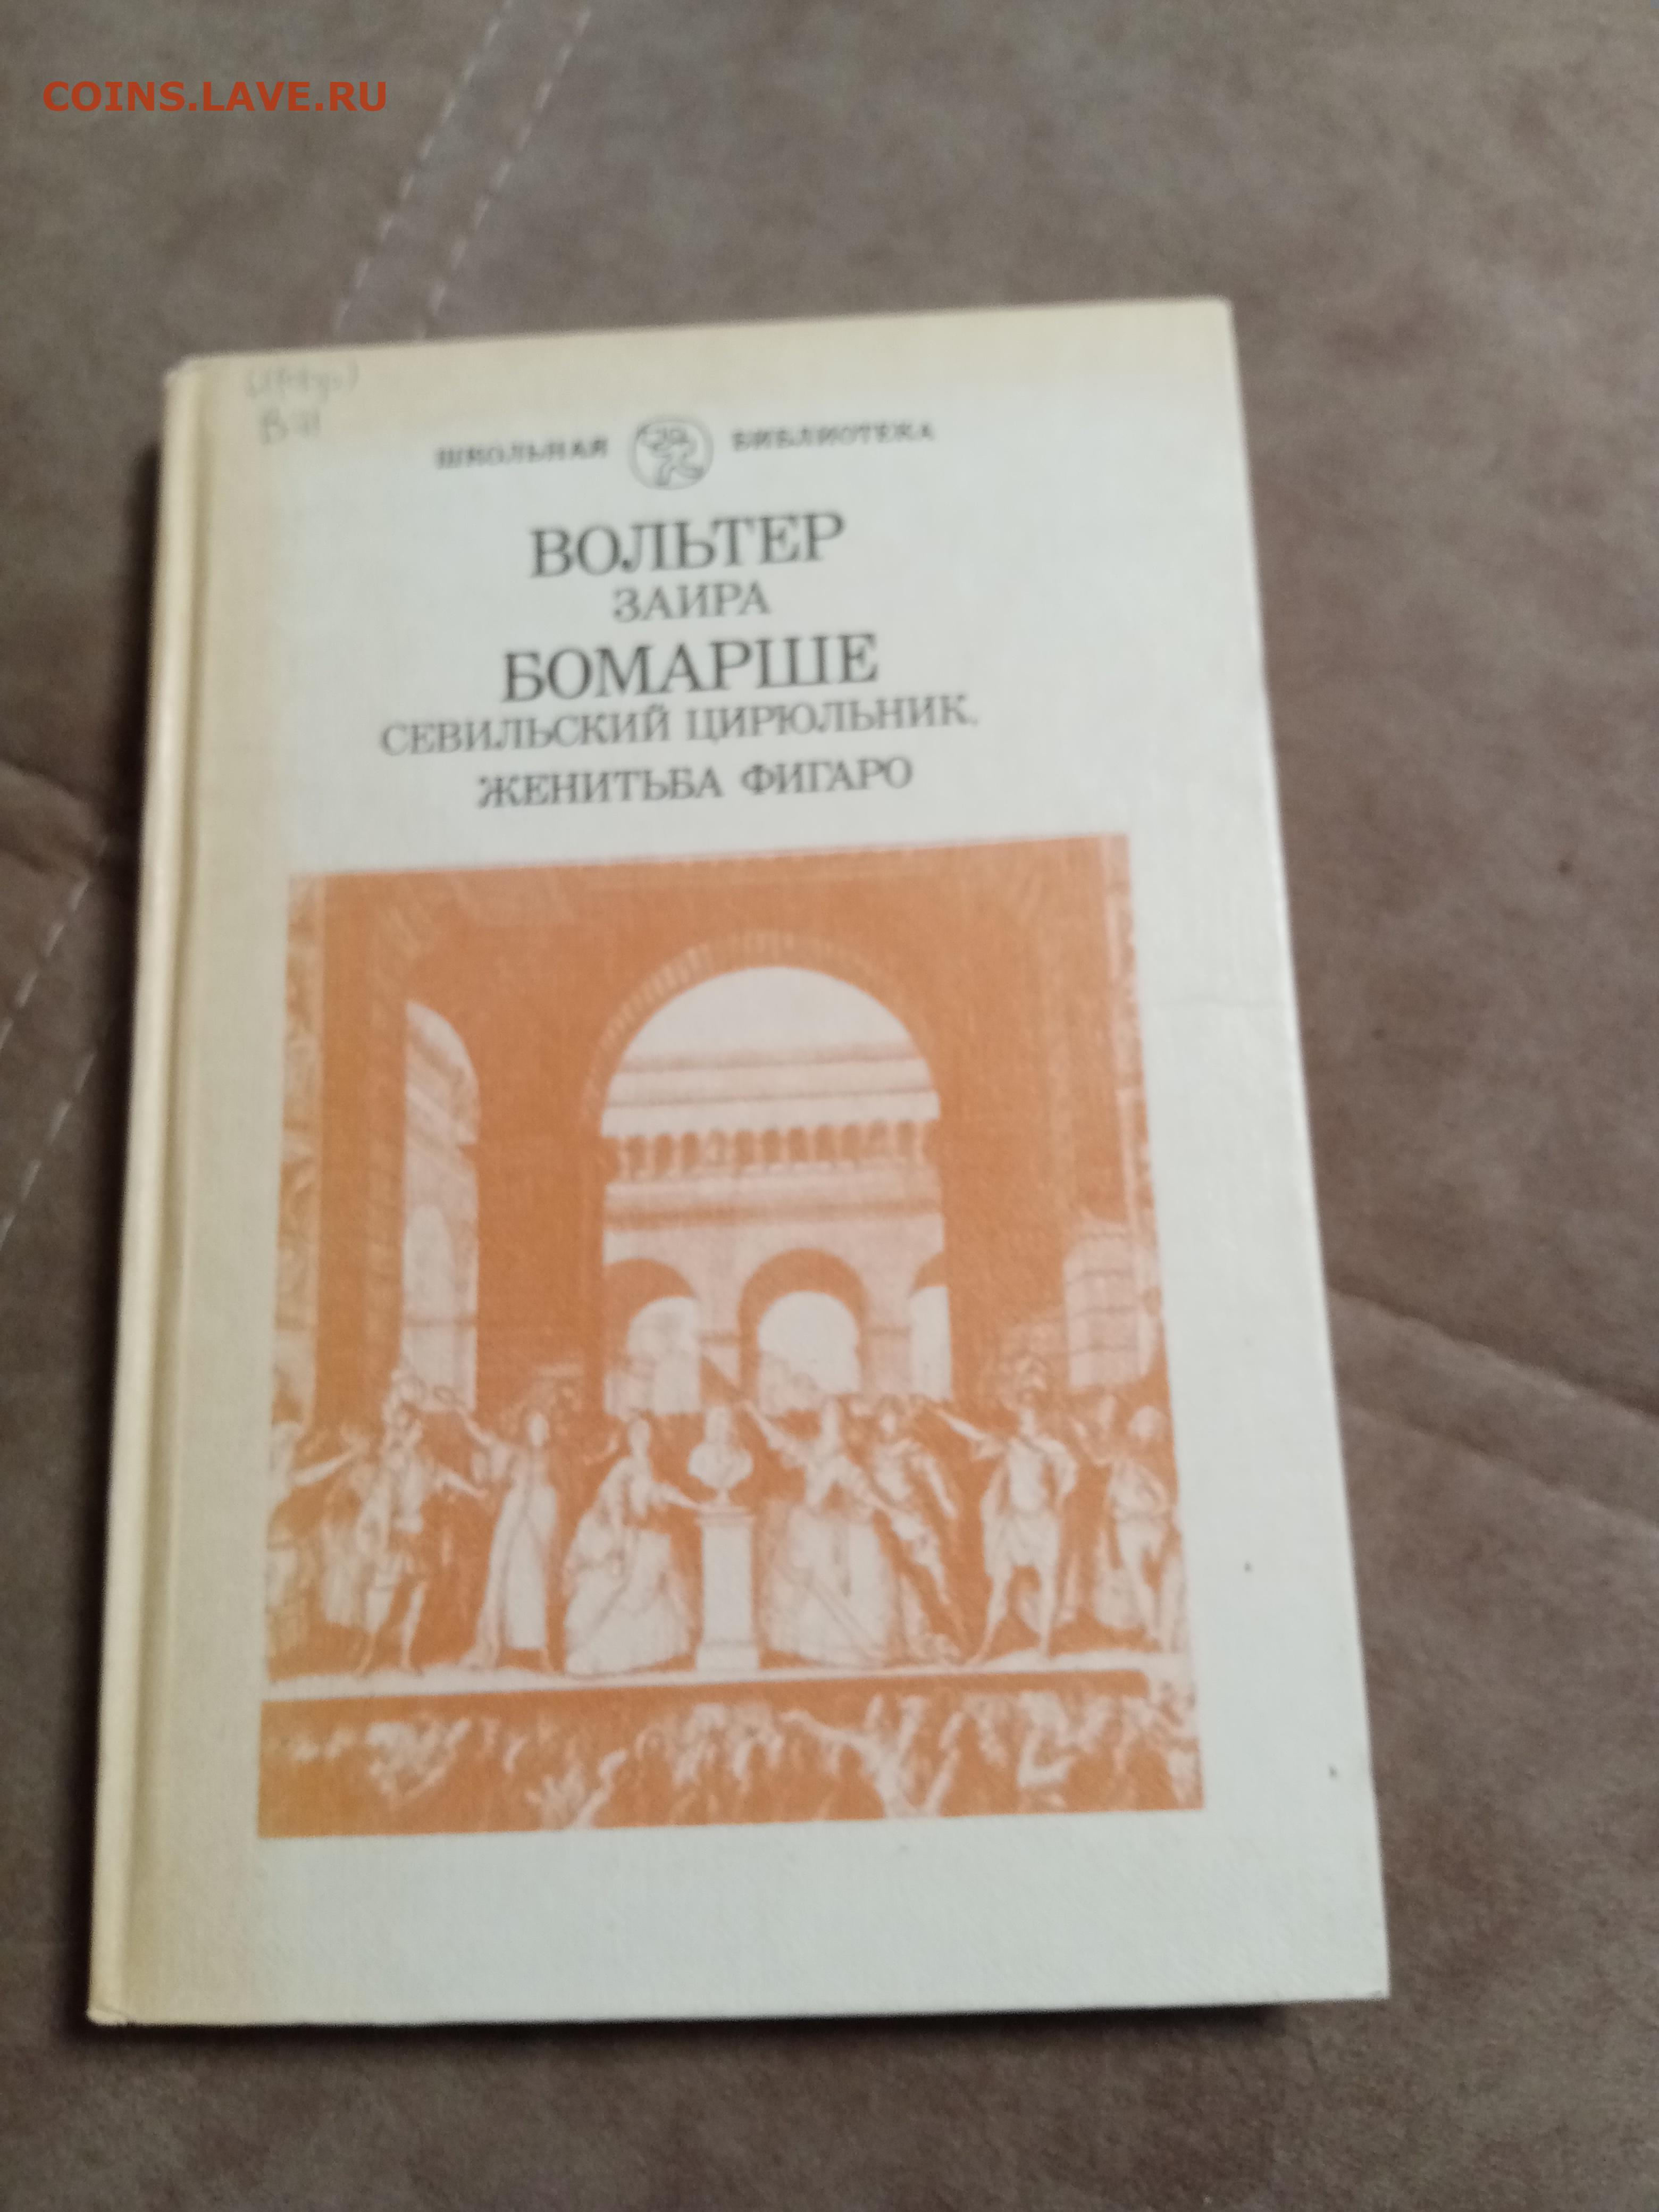 COINS.LAVE.RU
ШКОЛЬНАЯ БИБЛИОТЕКА
ВОЛЬТЕР
ЗАИРА
БОМАРШЕ
СЕВИЛЬСКИЙ ЦИРЮЛЬНИК.
ЖЕНИТЬБА ФИГАРО